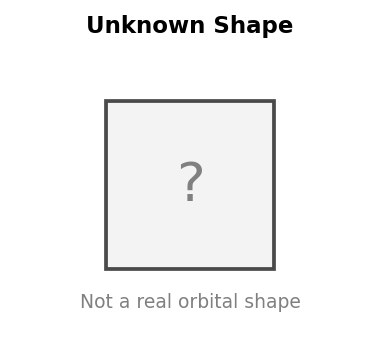 Unknown Shape
?
Not a real orbital shape